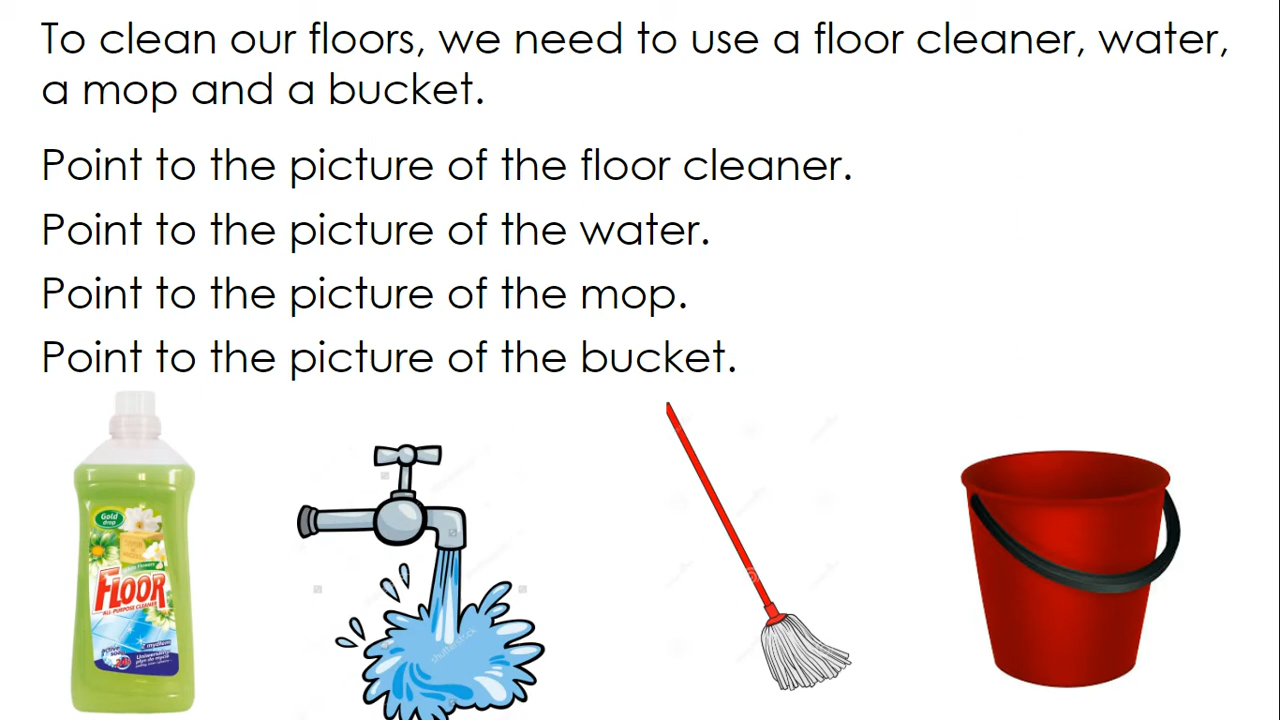 To clean our floors, we need to use a floor cleaner, water,
a mop and a bucket.
Point to the picture of the floor cleaner.
Point to the picture of the water.
Point to the picture of the mop.
Point to the picture of the bucket.
Gold
drop
FLOOR
ALL PURPOSE CLEANER
shutterstock